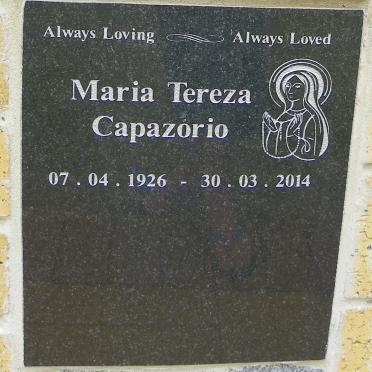 Always Loving Always Loved
Maria Tereza
Capazorio
07 . 04 . 1926 - 30 . 03 . 2014